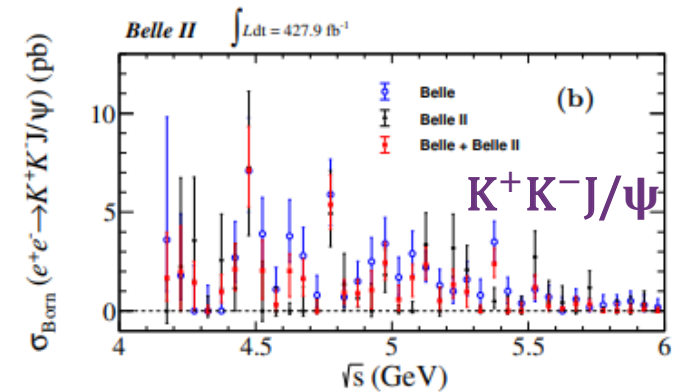 Belle II ∫Ldt = 427.9 fb⁻¹
σBorn (e⁺e⁻→K⁺K⁻J/ψ) (pb)
10
5
0
Belle
Belle II
Belle + Belle II
(b)
K⁺K⁻J/ψ
4 4.5 5 5.5 6
√s (GeV)